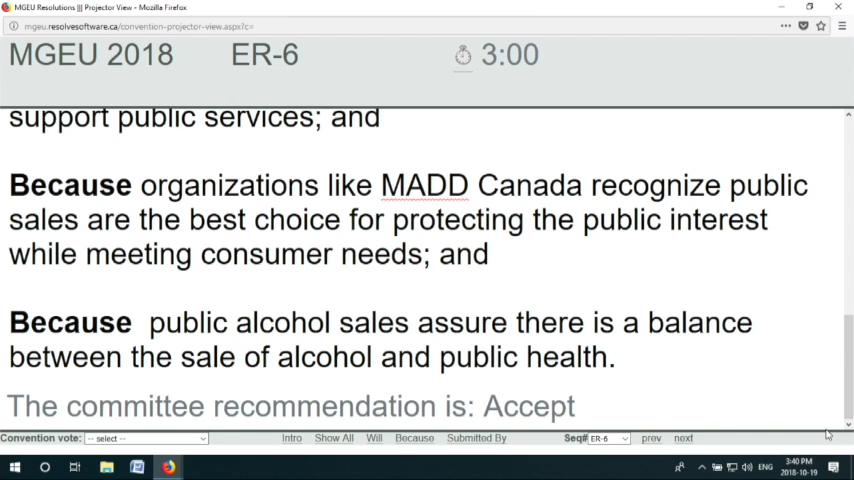 MGEU Resolutions ||| Projector View - Mozilla Firefox
mgeu.resolvesoftware.ca/convention-projector-view.aspx?c=
MGEU 2018 ER-6 3:00
support public services; and
Because organizations like MADD Canada recognize public
sales are the best choice for protecting the public interest
while meeting consumer needs; and
Because public alcohol sales assure there is a balance
between the sale of alcohol and public health.
The committee recommendation is: Accept
Convention vote: -- select -- Intro Show All Will Because Submitted By Seq# ER-6 prev next
ENG 3:40 PM
2018-10-19